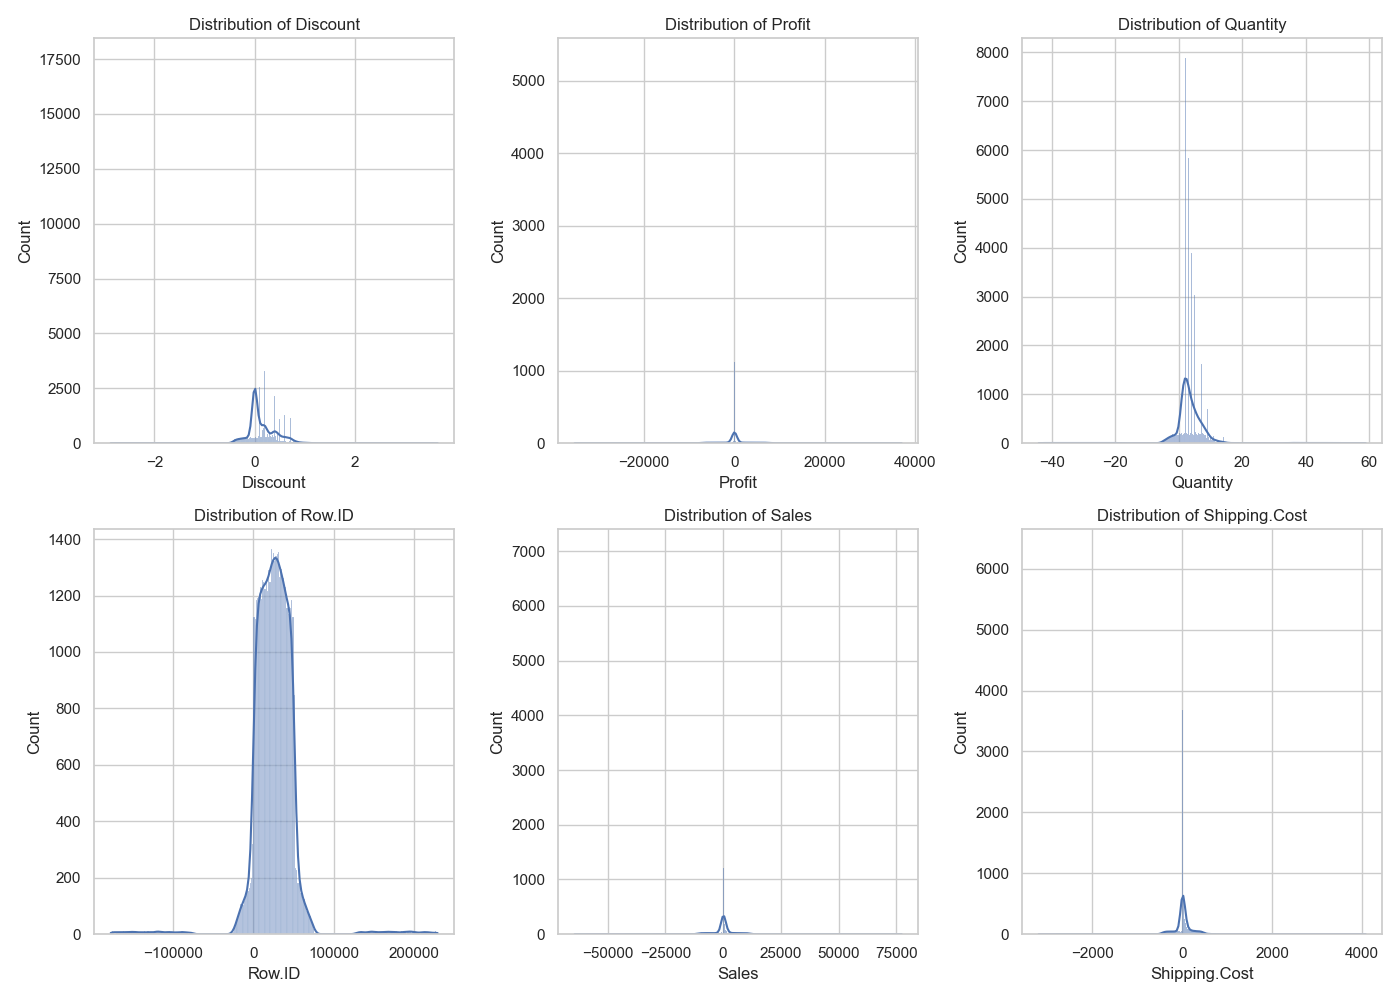 Distribution of Discount
17500
15000
12500
10000
7500
5000
2500
0
Count
−2 0 2
Discount
Distribution of Profit
5000
4000
3000
2000
1000
0
Count
−20000 0 20000 40000
Profit
Distribution of Quantity
8000
7000
6000
5000
4000
3000
2000
1000
0
Count
−40 −20 0 20 40 60
Quantity
Distribution of Row.ID
1400
1200
1000
800
600
400
200
0
Count
−100000 0 100000 200000
Row.ID
Distribution of Sales
7000
6000
5000
4000
3000
2000
1000
0
Count
−50000 −25000 0 25000 50000 75000
Sales
Distribution of Shipping.Cost
6000
5000
4000
3000
2000
1000
0
Count
−2000 0 2000 4000
Shipping.Cost